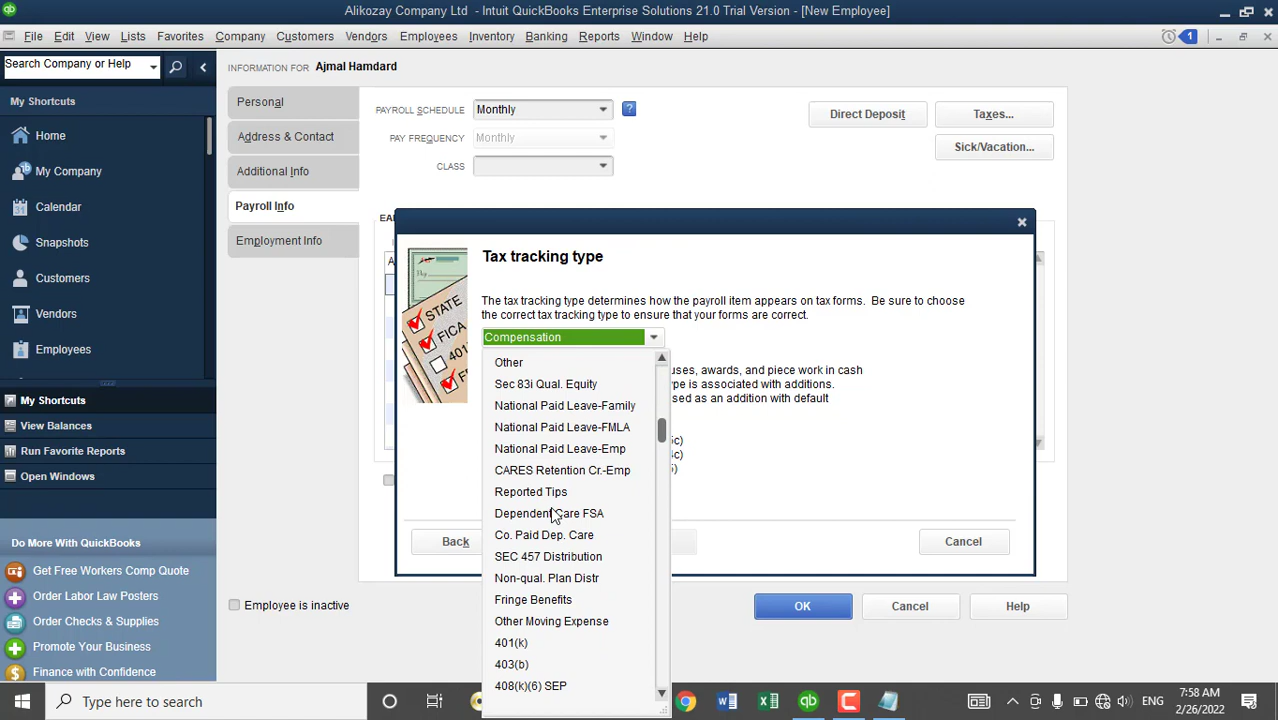 Alikozay Company Ltd - Intuit QuickBooks Enterprise Solutions 21.0 Trial Version - [New Employee]
File Edit View Lists Favorites Company Customers Vendors Employees Inventory Banking Reports Window Help
1
Search Company or Help
My Shortcuts
Home
My Company
Calendar
Snapshots
Customers
Vendors
Employees
My Shortcuts
View Balances
Run Favorite Reports
Open Windows
Do More With QuickBooks
Get Free Workers Comp Quote
Order Labor Law Posters
Order Checks & Supplies
Promote Your Business
Finance with Confidence
INFORMATION FOR Ajmal Hamdard
Personal
Address & Contact
Additional Info
Payroll Info
Employment Info
PAYROLL SCHEDULE Monthly ?
PAY FREQUENCY Monthly
CLASS
Direct Deposit
Taxes...
Sick/Vacation...
Tax tracking type
STATE
FICA
The tax tracking type determines how the payroll item appears on tax forms. Be sure to choose
the correct tax tracking type to ensure that your forms are correct.
Compensation
Other
Sec 83i Qual. Equity
National Paid Leave-Family
National Paid Leave-FMLA
National Paid Leave-Emp
CARES Retention Cr.-Emp
Reported Tips
Dependent Care FSA
Co. Paid Dep. Care
SEC 457 Distribution
Non-qual. Plan Distr
Fringe Benefits
Other Moving Expense
401(k)
403(b)
408(k)(6) SEP
uses, awards, and piece work in cash
ype is associated with additions.
sed as an addition with default
5c)
4c)
5)
Back
Cancel
Employee is inactive
OK
Cancel
Help
Type here to search
ENG
7:58 AM
2/26/2022